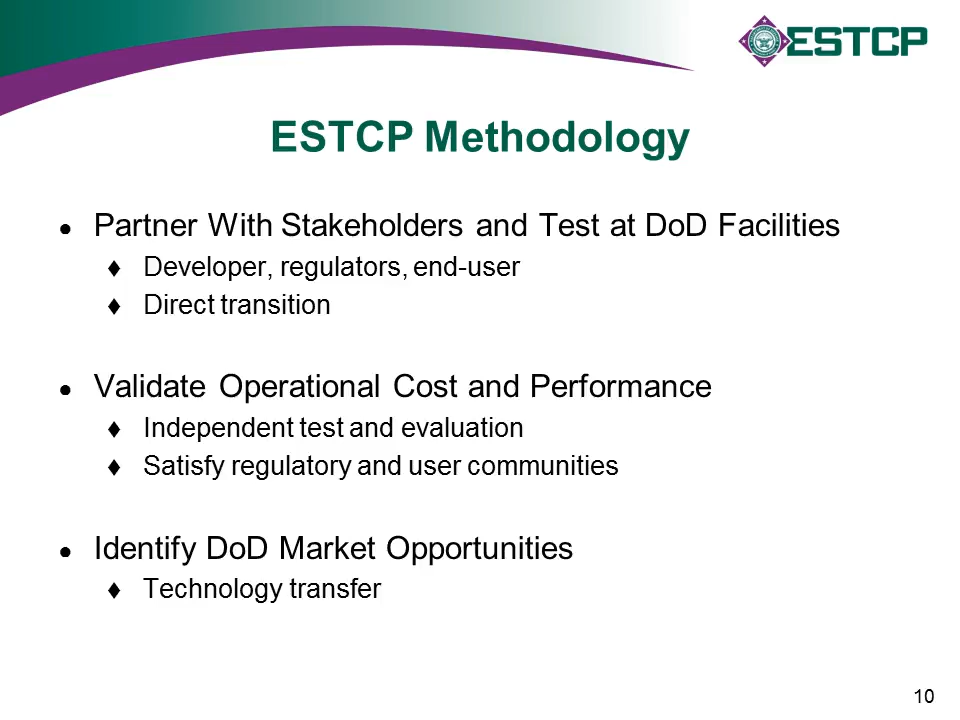 ESTCP
ESTCP Methodology
● Partner With Stakeholders and Test at DoD Facilities
♦ Developer, regulators, end-user
♦ Direct transition
● Validate Operational Cost and Performance
♦ Independent test and evaluation
♦ Satisfy regulatory and user communities
● Identify DoD Market Opportunities
♦ Technology transfer
10